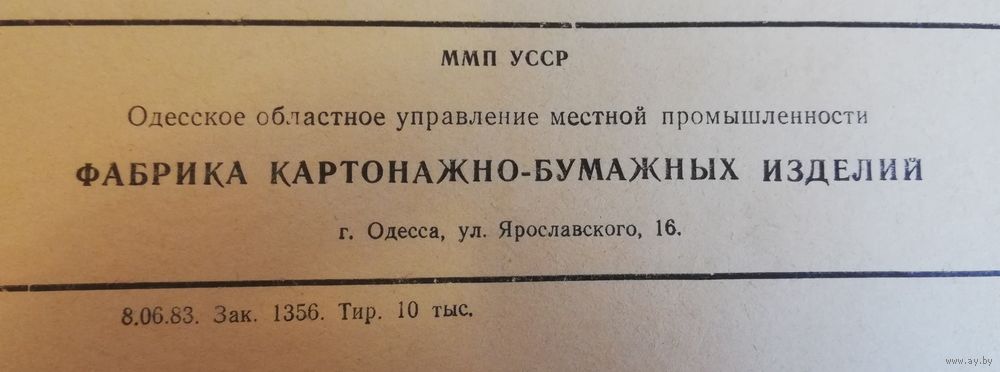 ММП УССР
Одесское областное управление местной промышленности
ФАБРИКА КАРТОНАЖНО-БУМАЖНЫХ ИЗДЕЛИЙ
г. Одесса, ул. Ярославского, 16.
8.06.83. Зак. 1356. Тир. 10 тыс.
www.ay.by